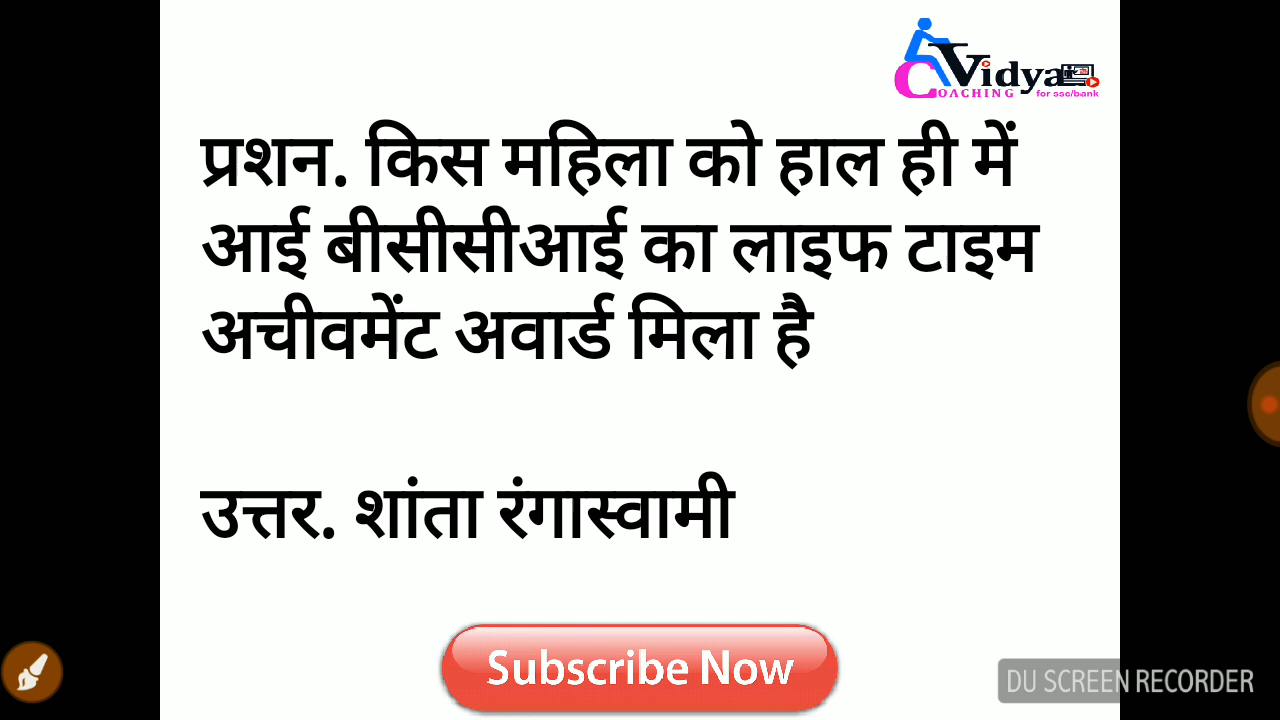 Vidya
COACHING for ssc/bank
प्रशन. किस महिला को हाल ही में
आई बीसीसीआई का लाइफ टाइम
अचीवमेंट अवार्ड मिला है
उत्तर. शांता रंगास्वामी
Subscribe Now
DU SCREEN RECORDER